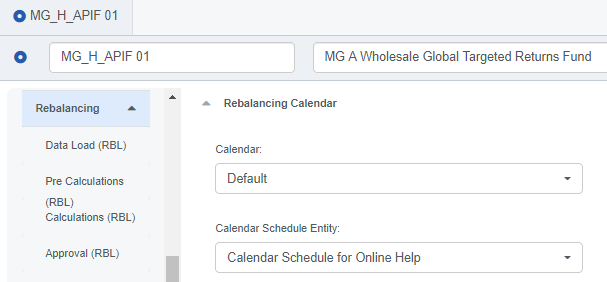 MG_H_APIF 01
MG_H_APIF 01
MG A Wholesale Global Targeted Returns Fund
Rebalancing
Data Load (RBL)
Pre Calculations
(RBL)
Calculations (RBL)
Approval (RBL)
Rebalancing Calendar
Calendar:
Default
Calendar Schedule Entity:
Calendar Schedule for Online Help